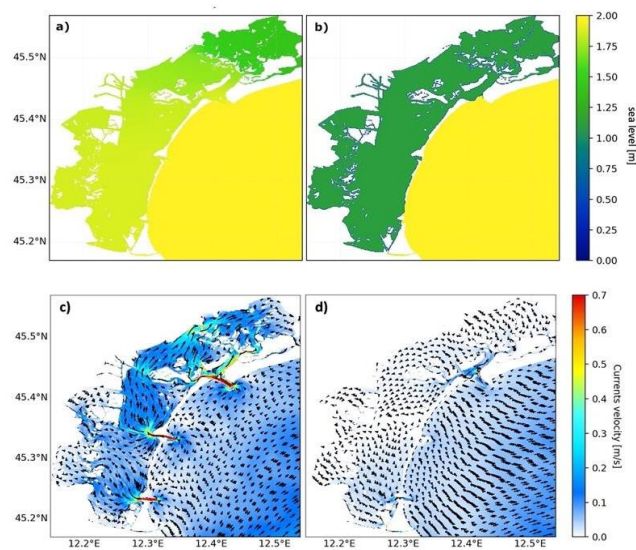 a)
b)
45.5°N
45.4°N
45.3°N
45.2°N
2.00
1.75
1.50
1.25
1.00
0.75
0.50
0.25
0.00
sea level [m]
c)
d)
45.5°N
45.4°N
45.3°N
45.2°N
12.2°E 12.3°E 12.4°E 12.5°E
12.2°E 12.3°E 12.4°E 12.5°E
0.7
0.6
0.5
0.4
0.3
0.2
0.1
0.0
Currents velocity [m/s]